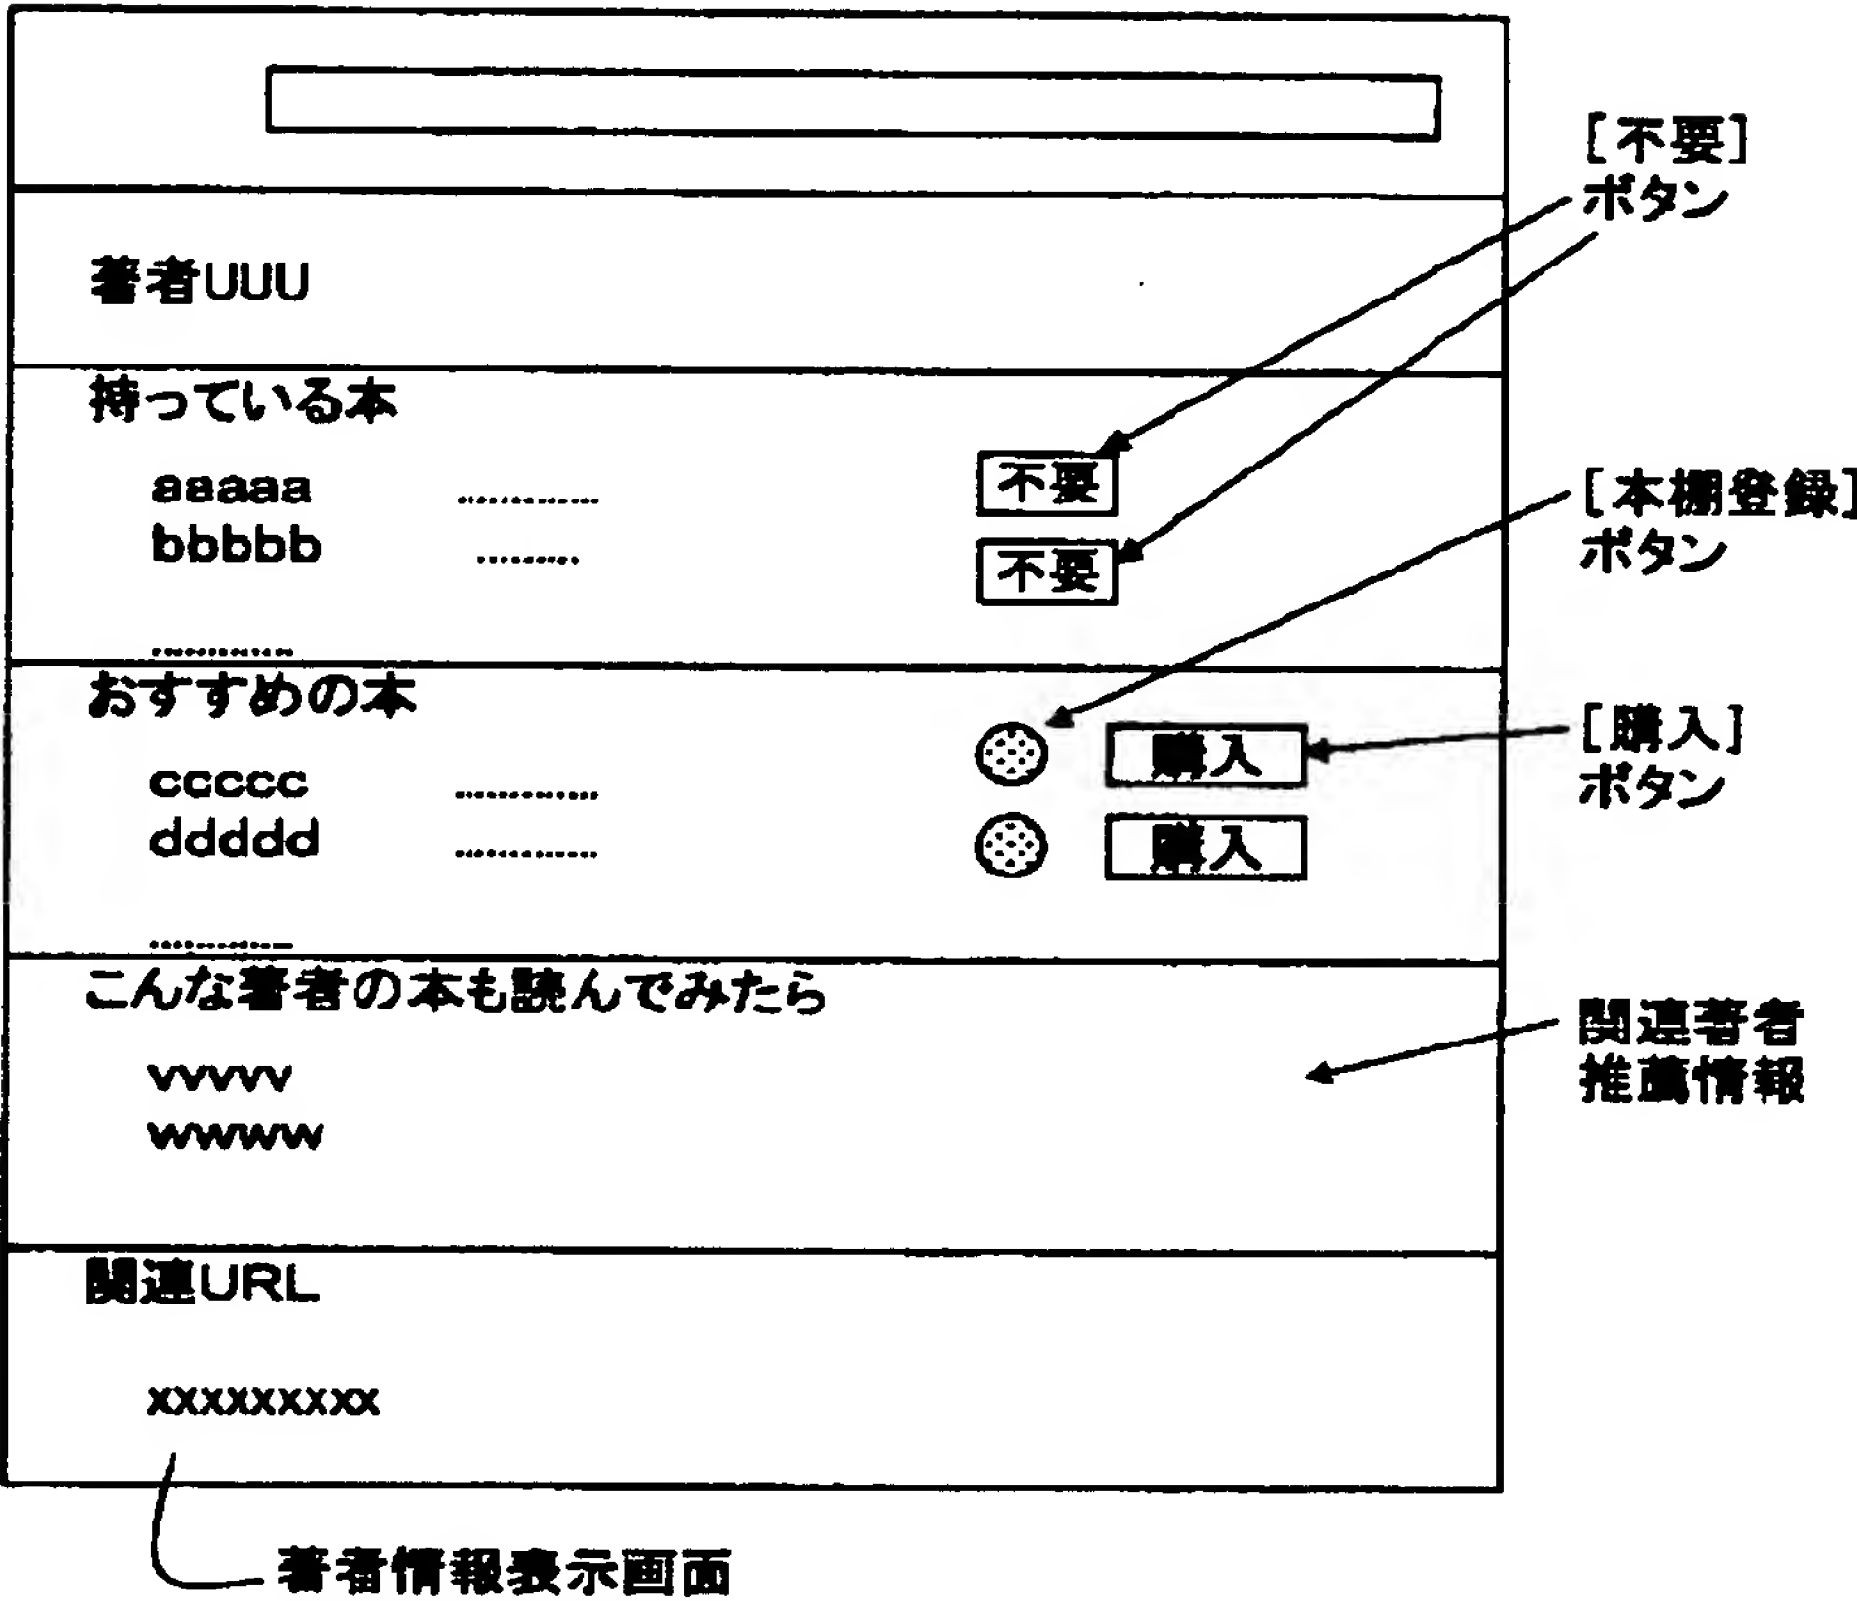 著者UUU
持っている本
aaaaa ............ 不要
bbbbb ......... 不要
............
おすすめの本
ccccc ............ 購入
ddddd ............ 購入
............
こんな著者の本も読んでみたら
vvvvv
wwww
関連URL
xxxxxxxxx
著者情報表示画面
[不要]
ボタン
[本棚登録]
ボタン
[購入]
ボタン
関連著者
推薦情報